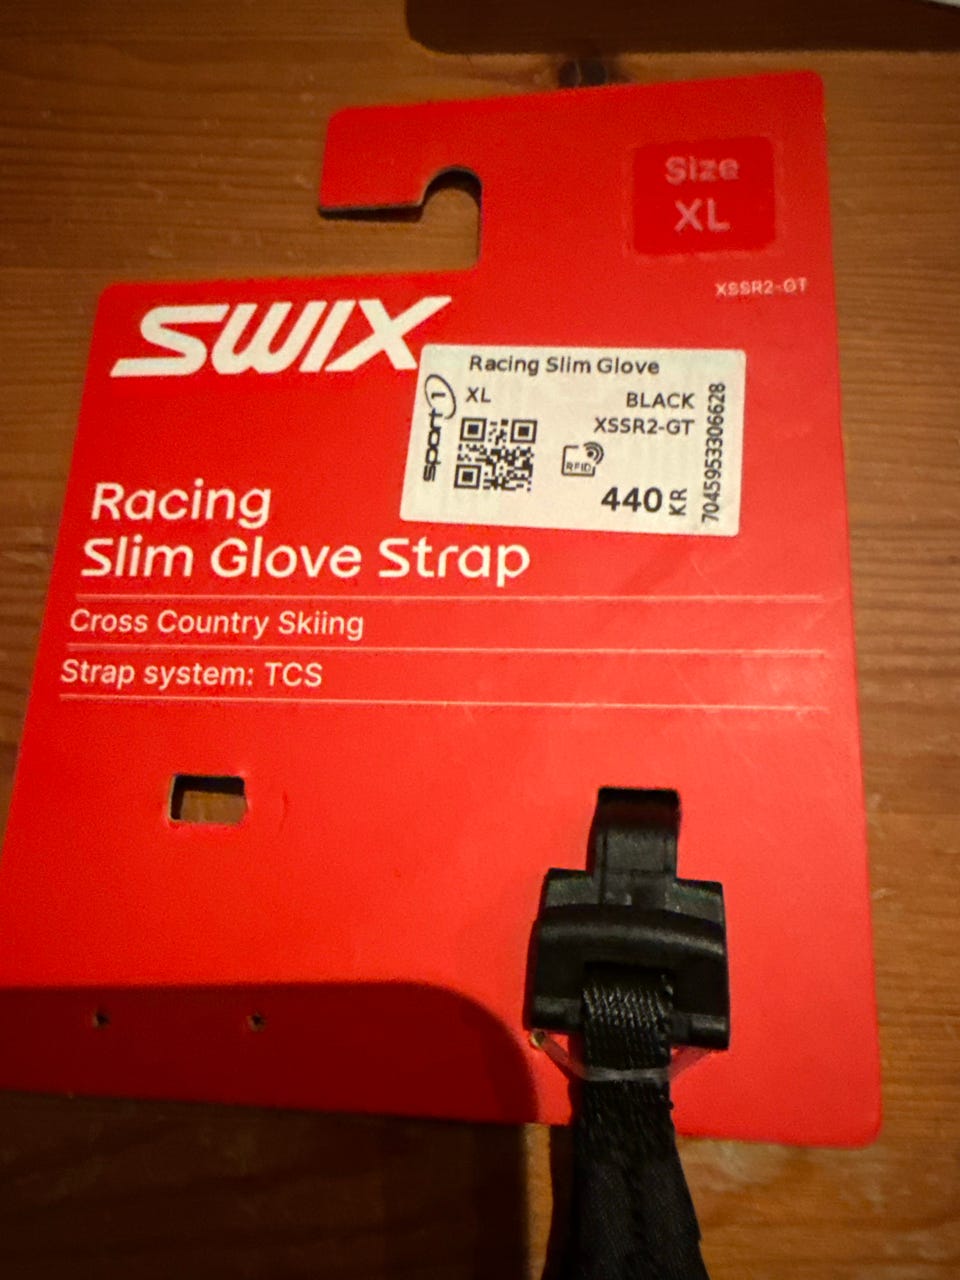 Size
XL
XSSR2-GT
SWIX
Racing Slim Glove
XL
BLACK
XSSR2-GT
sport 1
RFID
440 KR
7045953306628
Racing
Slim Glove Strap
Cross Country Skiing
Strap system: TCS